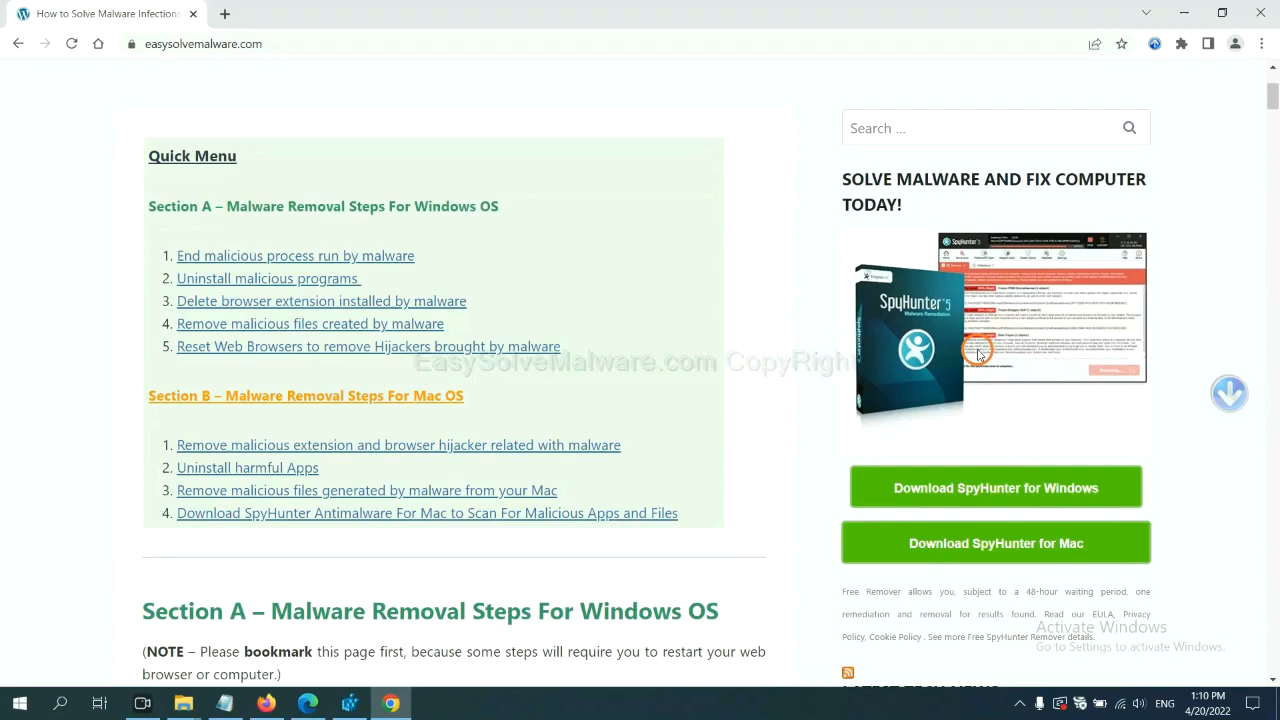 How to Solve Malware Infections
easysolvemalware.com
Search ...
Quick Menu
Section A – Malware Removal Steps For Windows OS
1. End malicious process run by malware
2. Uninstall malicious programs
3. Delete browser extension installed by malware
4. Remove malicious files created by malware
5. Reset Web Remove Hijackers brought by
Section B – Malware Removal Steps For Mac OS
1. Remove malicious extension and browser hijacker related with malware
2. Uninstall harmful Apps
3. Remove malicious files generated by malware from your Mac
4. Download SpyHunter Antimalware For Mac to Scan For Malicious Apps and Files
SOLVE MALWARE AND FIX COMPUTER
TODAY!
SpyHunter 5
Malware Remediation
SpyHunter 5
Download SpyHunter for Windows
Download SpyHunter for Mac
Free Remover allows you, subject to a 48-hour waiting period, one
remediation and removal for results found. Read our EULA, Privacy
Policy, Cookie Policy . See more Free SpyHunter Remover details.
Section A – Malware Removal Steps For Windows OS
(NOTE – Please bookmark this page first, because some steps will require you to restart your web
browser or computer.)
Activate Windows
Go to Settings to activate Windows.
LATEST TECH NEWS
ENG
1:10 PM
4/20/2022